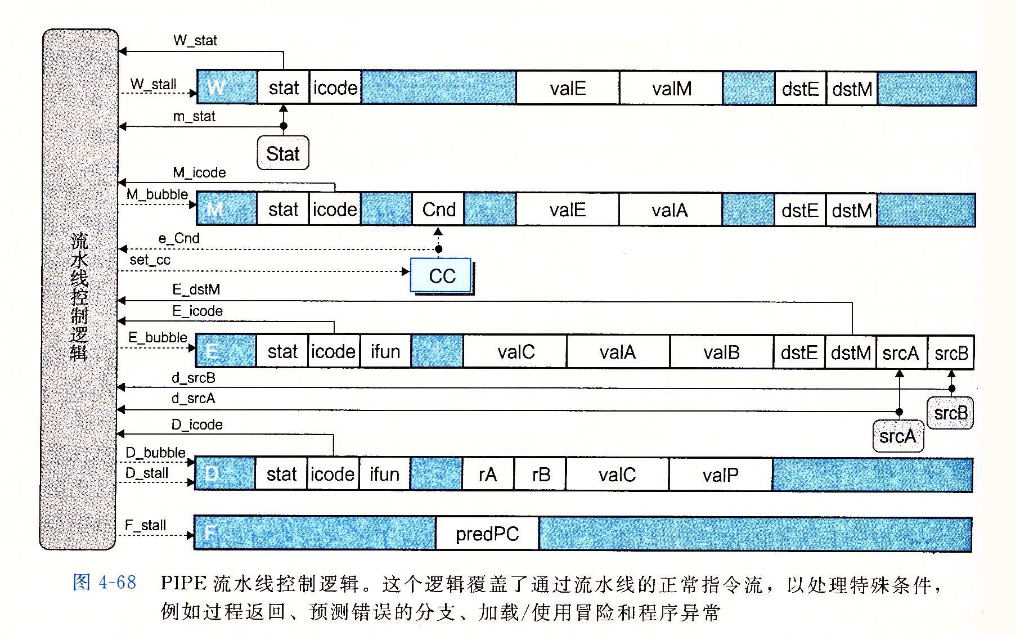 W_stat
W_stall
W stat icode valE valM dstE dstM
m_stat
Stat
M_icode
M_bubble
M stat icode Cnd valE valA dstE dstM
e_Cnd
set_cc
CC
流水线控制逻辑
E_dstM
E_icode
E_bubble
E stat icode ifun valC valA valB dstE dstM srcA srcB
d_srcB
d_srcA
srcB
srcA
D_icode
D_bubble
D_stall
D stat icode ifun rA rB valC valP
F_stall
F predPC
图 4-68 PIPE 流水线控制逻辑。这个逻辑覆盖了通过流水线的正常指令流，以处理特殊条件，
例如过程返回、预测错误的分支、加载/使用冒险和程序异常